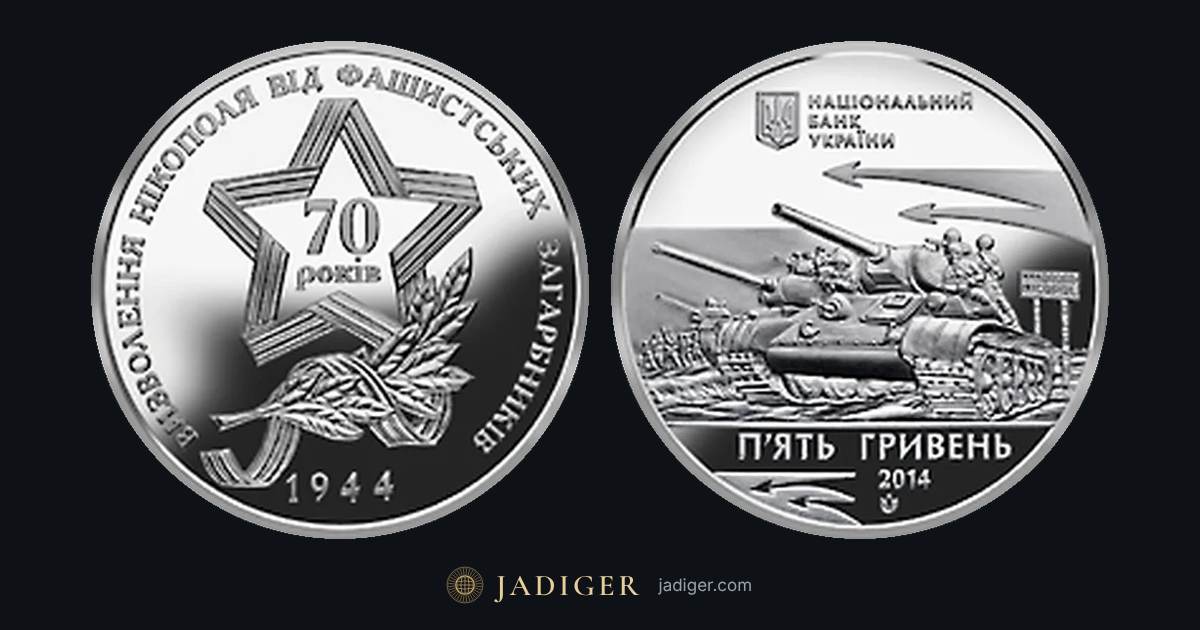 ВИЗВОЛЕННЯ НІКОПОЛЯ ВІД ФАШИСТСЬКИХ ЗАГАРБНИКІВ
70
років
1944
НАЦІОНАЛЬНИЙ
БАНК
УКРАЇНИ
П'ЯТЬ ГРИВЕНЬ
2014
JADIGER
jadiger.com